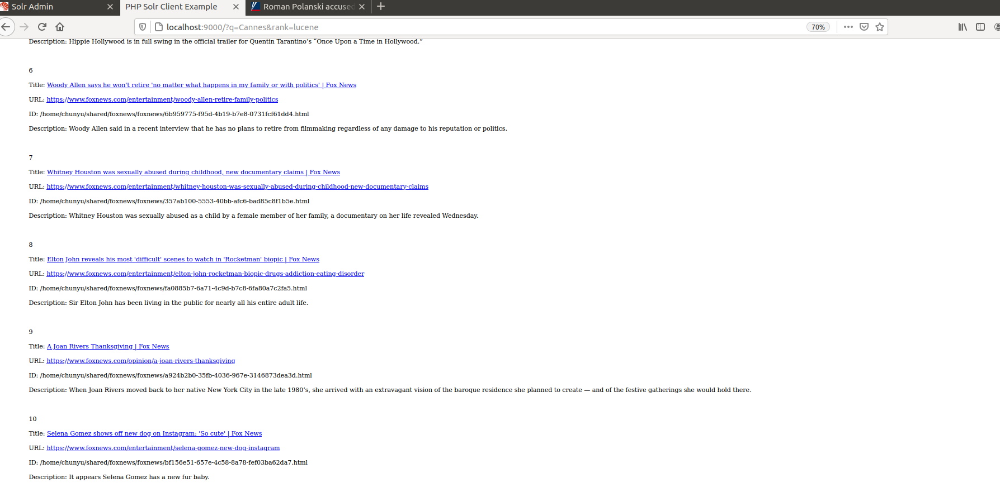 Solr Admin
PHP Solr Client Example
Roman Polanski accused
localhost:9000/?q=Cannes&rank=lucene
70%
Description: Hippie Hollywood is in full swing in the official trailer for Quentin Tarantino’s “Once Upon a Time in Hollywood.”
6
Title: Woody Allen says he won't retire 'no matter what happens in my family or with politics' | Fox News
URL: https://www.foxnews.com/entertainment/woody-allen-retire-family-politics
ID: /home/chunyu/shared/foxnews/foxnews/6b959775-f95d-4b19-b7e8-0731fcf61dd4.html
Description: Woody Allen said in a recent interview that he has no plans to retire from filmmaking regardless of any damage to his reputation or politics.
7
Title: Whitney Houston was sexually abused during childhood, new documentary claims | Fox News
URL: https://www.foxnews.com/entertainment/whitney-houston-was-sexually-abused-during-childhood-new-documentary-claims
ID: /home/chunyu/shared/foxnews/foxnews/357ab100-5553-40bb-afc6-bad85c8f1b5e.html
Description: Whitney Houston was sexually abused as a child by a female member of her family, a documentary on her life revealed Wednesday.
8
Title: Elton John reveals his most 'difficult' scenes to watch in 'Rocketman' biopic | Fox News
URL: https://www.foxnews.com/entertainment/elton-john-rocketman-biopic-drugs-addiction-eating-disorder
ID: /home/chunyu/shared/foxnews/foxnews/fa0885b7-6a71-4c9d-b7c8-6fa80a7c2fa5.html
Description: Sir Elton John has been living in the public for nearly all his entire adult life.
9
Title: A Joan Rivers Thanksgiving | Fox News
URL: https://www.foxnews.com/opinion/a-joan-rivers-thanksgiving
ID: /home/chunyu/shared/foxnews/foxnews/a924b2b0-35fb-4036-967e-3146873dea3d.html
Description: When Joan Rivers moved back to her native New York City in the late 1980’s, she arrived with an extravagant vision of the baroque residence she planned to create — and of the festive gatherings she would hold there.
10
Title: Selena Gomez shows off new dog on Instagram: 'So cute' | Fox News
URL: https://www.foxnews.com/entertainment/selena-gomez-new-dog-instagram
ID: /home/chunyu/shared/foxnews/foxnews/bf156e51-657e-4c58-8a78-fef03ba62da7.html
Description: It appears Selena Gomez has a new fur baby.